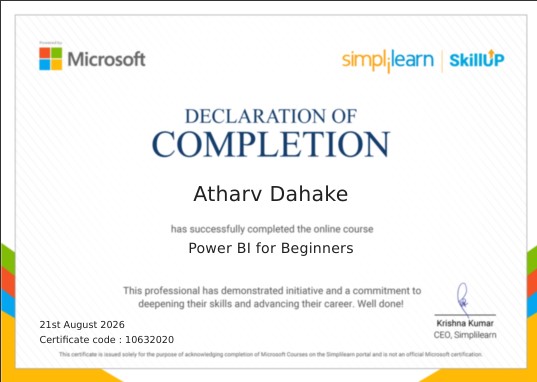 Powered by
Microsoft
simplilearn | SkillUP
DECLARATION OF
COMPLETION
Atharv Dahake
has successfully completed the online course
Power BI for Beginners
This professional has demonstrated initiative and a commitment to
deepening their skills and advancing their career. Well done!
21st August 2026
Certificate code : 10632020
Krishna Kumar
CEO, Simplilearn
This certificate is issued solely for the purpose of acknowledging completion of Microsoft Courses on the Simplilearn portal and is not an official Microsoft certification.